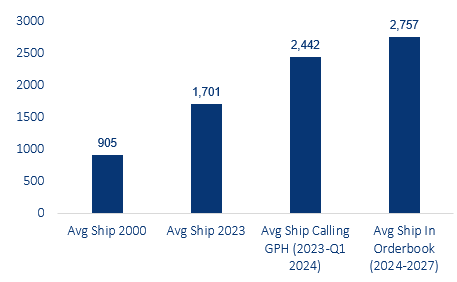 3000
2500
2000
1500
1000
500
0
905
1,701
2,442
2,757
Avg Ship 2000
Avg Ship 2023
Avg Ship Calling
GPH (2023-Q1
2024)
Avg Ship In
Orderbook
(2024-2027)